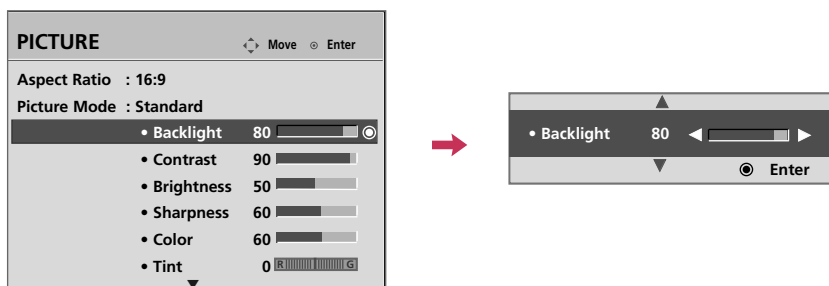 PICTURE
Move Enter
Aspect Ratio : 16:9
Picture Mode : Standard
• Backlight 80
• Contrast 90
• Brightness 50
• Sharpness 60
• Color 60
• Tint 0 R G
• Backlight 80
Enter